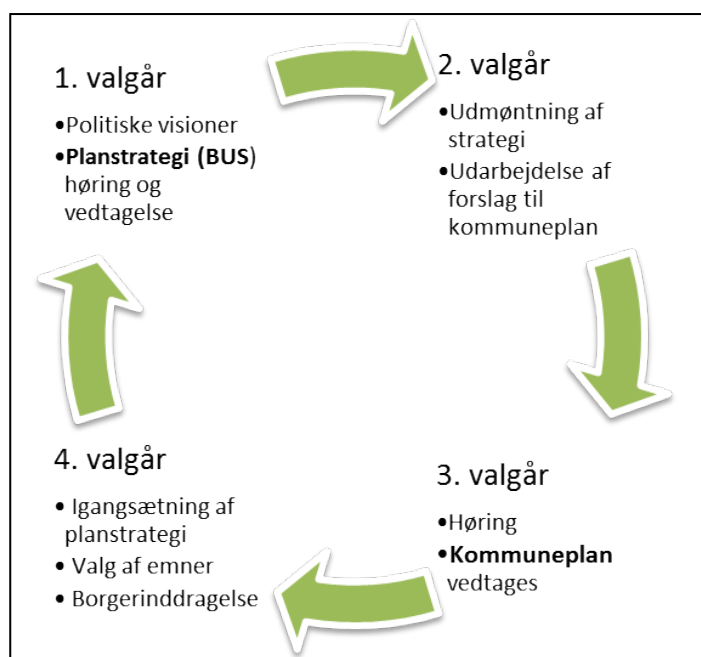 1. valgår
•Politiske visioner
•Planstrategi (BUS)
høring og
vedtagelse
2. valgår
•Udmøntning af
strategi
•Udarbejdelse af
forslag til
kommuneplan
3. valgår
•Høring
•Kommuneplan
vedtages
4. valgår
• Igangsætning af
planstrategi
• Valg af emner
• Borgerinddragelse